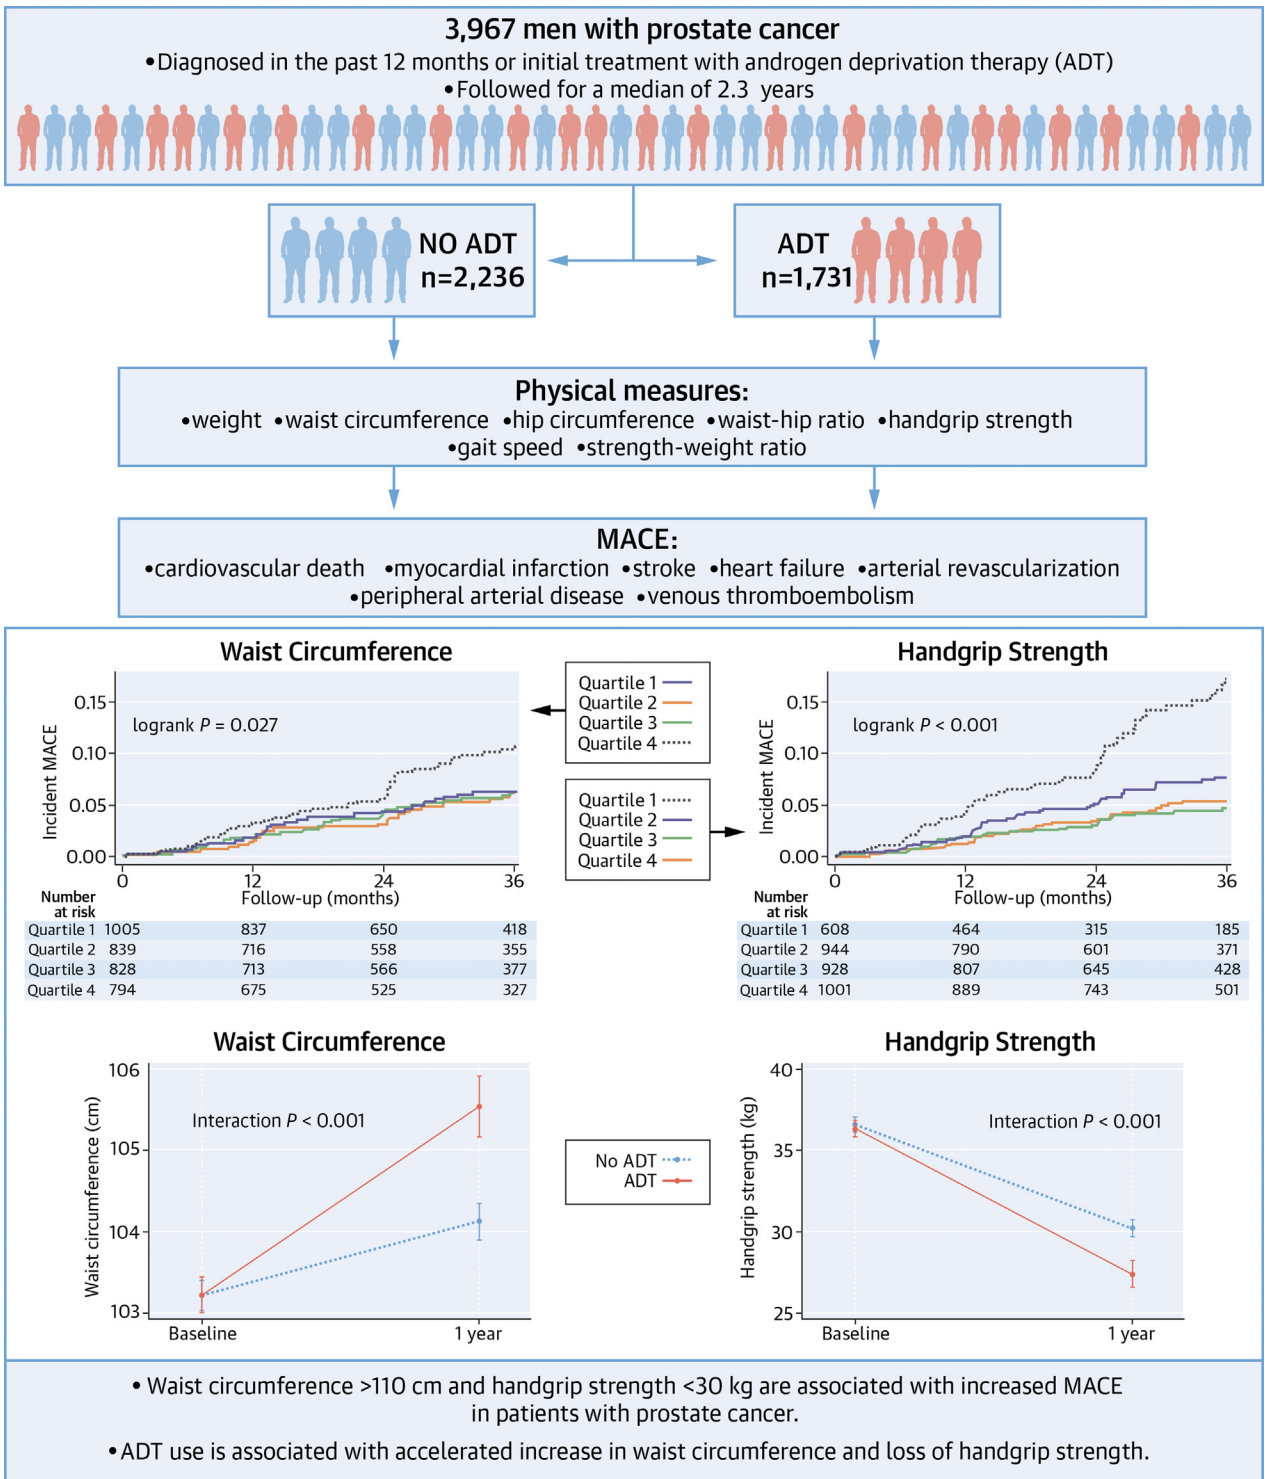 3,967 men with prostate cancer
•Diagnosed in the past 12 months or initial treatment with androgen deprivation therapy (ADT)
•Followed for a median of 2.3 years
NO ADT
n=2,236
ADT
n=1,731
Physical measures:
•weight •waist circumference •hip circumference •waist-hip ratio •handgrip strength
•gait speed •strength-weight ratio
MACE:
•cardiovascular death •myocardial infarction •stroke •heart failure •arterial revascularization
•peripheral arterial disease •venous thromboembolism
Waist Circumference
Incident MACE
0.15
0.10
0.05
0.00
logrank P = 0.027
0 12 24 36
Follow-up (months)
Number
at risk
Quartile 1 1005 837 650 418
Quartile 2 839 716 558 355
Quartile 3 828 713 566 377
Quartile 4 794 675 525 327
Quartile 1
Quartile 2
Quartile 3
Quartile 4
Quartile 1
Quartile 2
Quartile 3
Quartile 4
Handgrip Strength
Incident MACE
0.15
0.10
0.05
0.00
logrank P < 0.001
0 12 24 36
Follow-up (months)
Number
at risk
Quartile 1 608 464 315 185
Quartile 2 944 790 601 371
Quartile 3 928 807 645 428
Quartile 4 1001 889 743 501
Waist Circumference
Waist circumference (cm)
106
105
104
103
Interaction P < 0.001
Baseline 1 year
No ADT
ADT
Handgrip Strength
Handgrip strength (kg)
40
35
30
25
Interaction P < 0.001
Baseline 1 year
• Waist circumference >110 cm and handgrip strength <30 kg are associated with increased MACE
in patients with prostate cancer.
•ADT use is associated with accelerated increase in waist circumference and loss of handgrip strength.